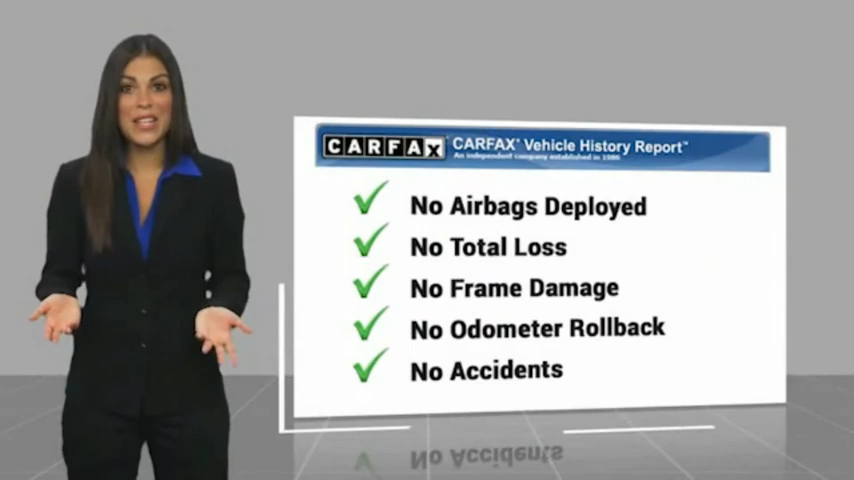 CARFAX CARFAX® Vehicle History Report™
An independent company established in 1986
No Airbags Deployed
No Total Loss
No Frame Damage
No Odometer Rollback
No Accidents
No Accidents